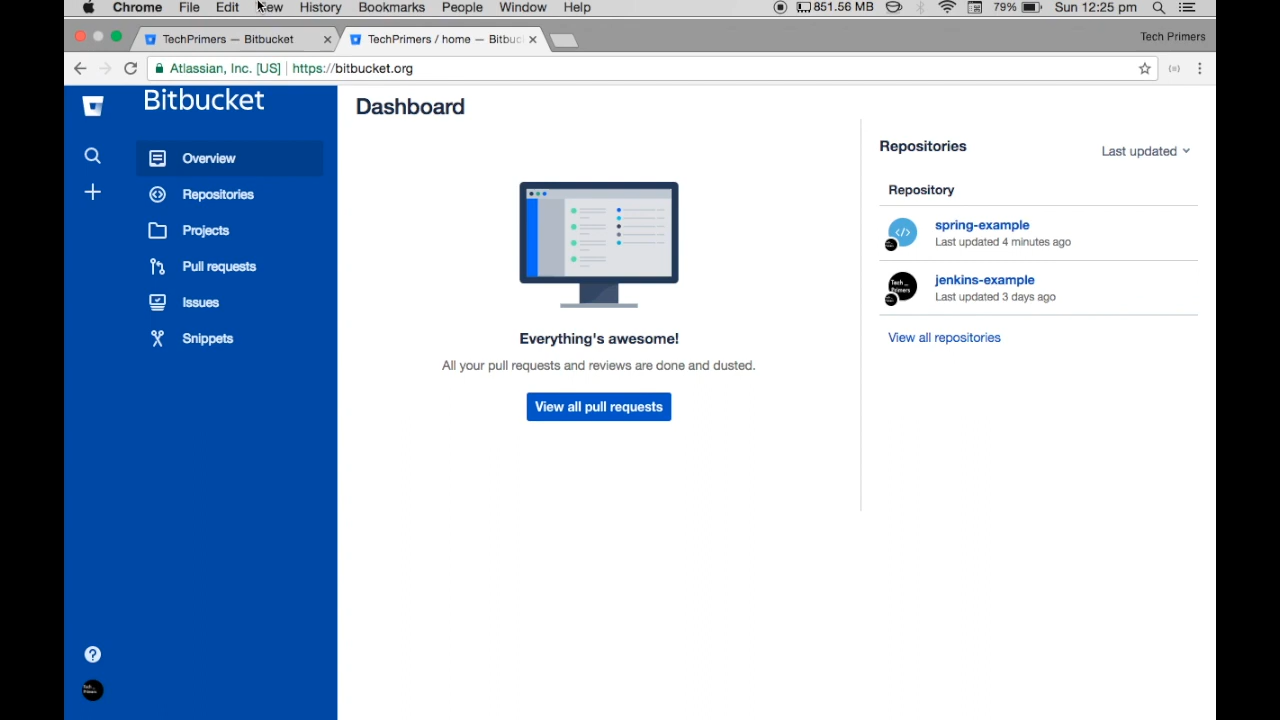 Chrome File Edit View History Bookmarks People Window Help 851.56 MB 79% Sun 12:25 pm
TechPrimers — Bitbucket × TechPrimers / home — Bitbuc × Tech Primers
Atlassian, Inc. [US] https://bitbucket.org
Bitbucket
Overview
Repositories
Projects
Pull requests
Issues
Snippets
Dashboard
Everything's awesome!
All your pull requests and reviews are done and dusted.
View all pull requests
Repositories
Last updated
Repository
spring-example
Last updated 4 minutes ago
Tech
Primers
jenkins-example
Last updated 3 days ago
View all repositories
?
Tech
Primers